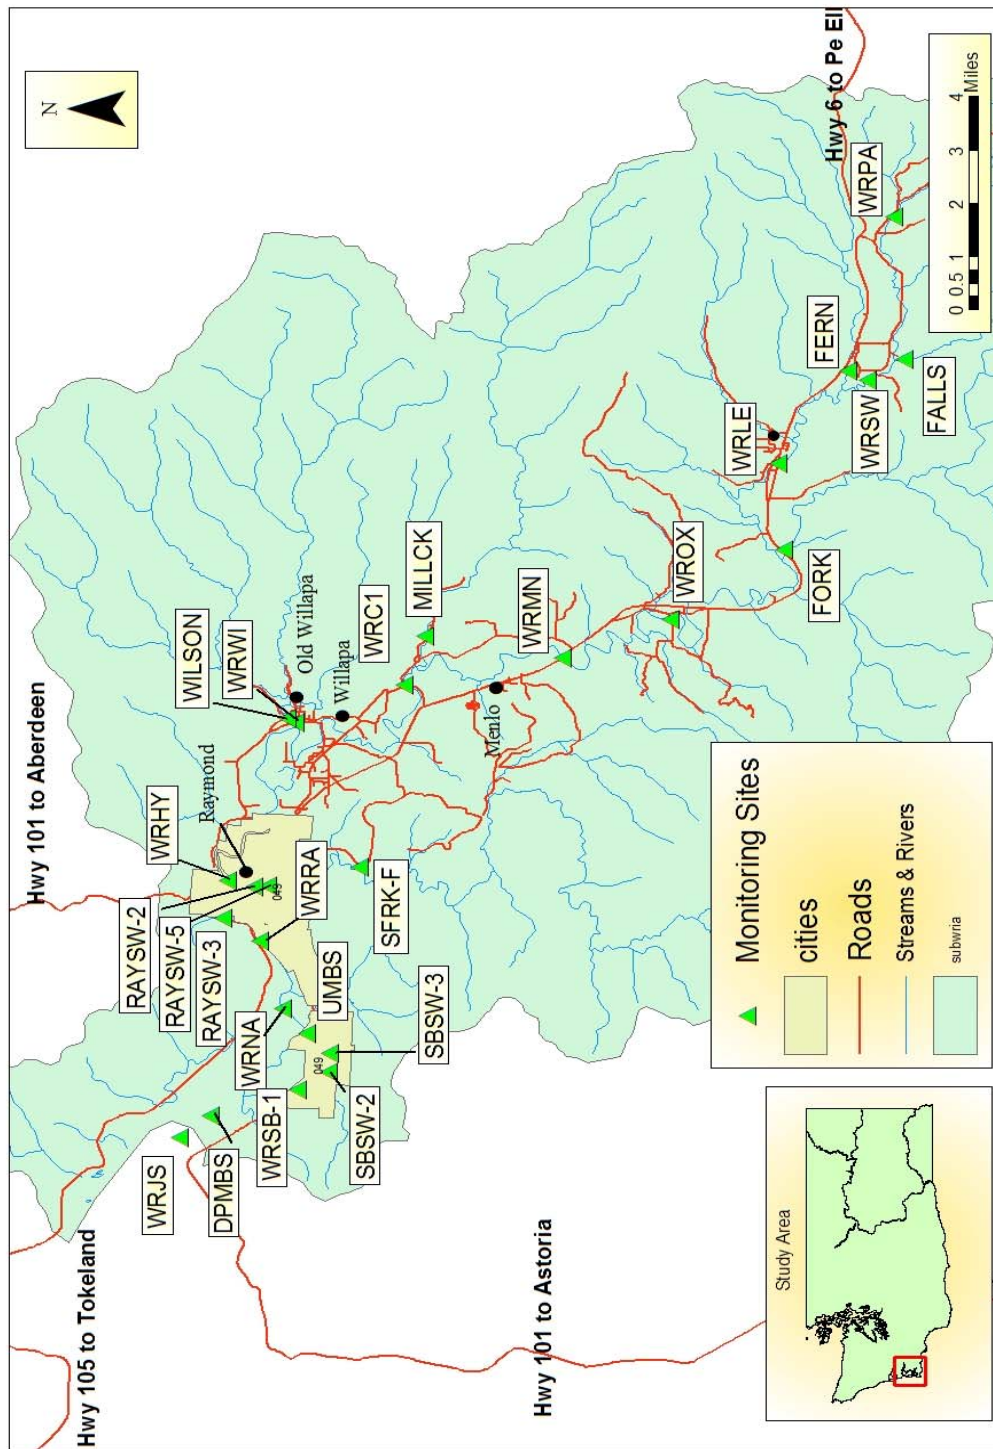 N
Hwy 101 to Aberdeen
Hwy 105 to Tokeland
Hwy 101 to Astoria
Hwy 6 to Pe Ell
WRJS
DPMBS
WRSB-1
SBSW-2
SBSW-3
UMBS
WRNA
RAYSW-3
RAYSW-5
RAYSW-2
WRHY
WRRA
Raymond
049
049
SFRK-F
WILSON
WRWI
Old Willapa
Willapa
WRC1
MILLCK
Menlo
WRMN
WROX
FORK
WRLE
WRSW
FERN
FALLS
WRPA
Study Area
Monitoring Sites
cities
Roads
Streams & Rivers
subwria
0 0.5 1 2 3 4
Miles